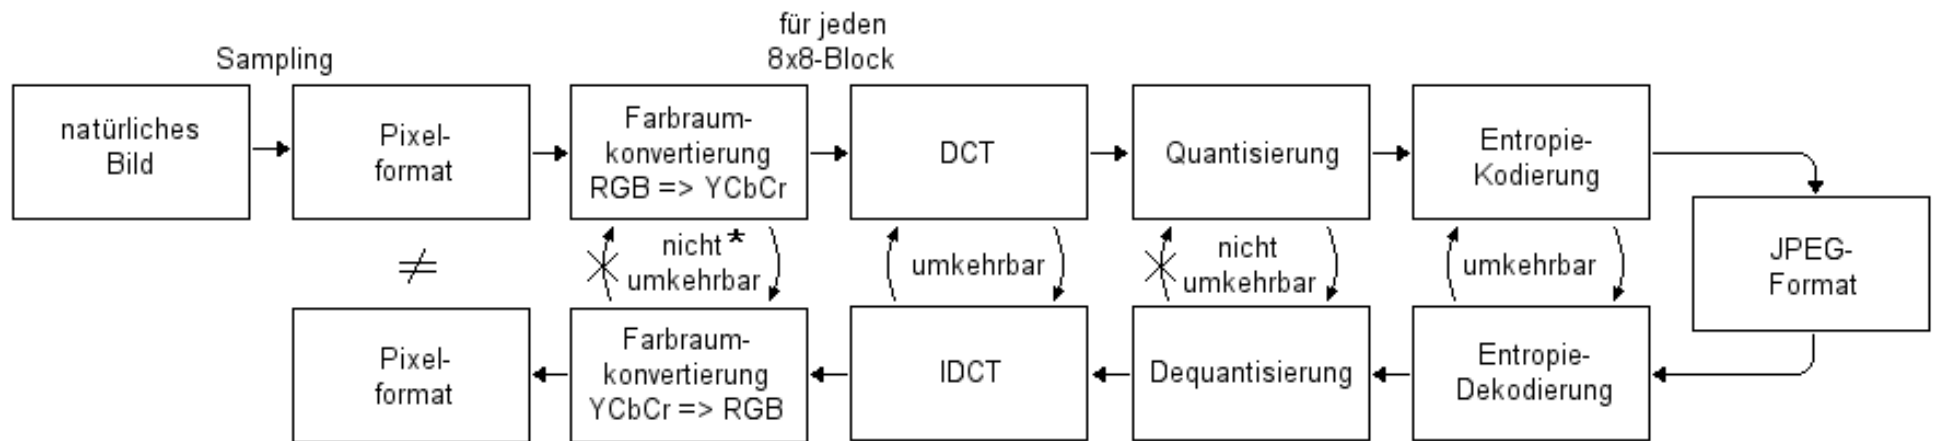 Sampling
für jeden
8x8-Block
natürliches
Bild
Pixel-
format
Farbraum-
konvertierung
RGB => YCbCr
DCT
Quantisierung
Entropie-
Kodierung
JPEG-
Format
≠
nicht*
umkehrbar
umkehrbar
nicht
umkehrbar
umkehrbar
Pixel-
format
Farbraum-
konvertierung
YCbCr => RGB
IDCT
Dequantisierung
Entropie-
Dekodierung